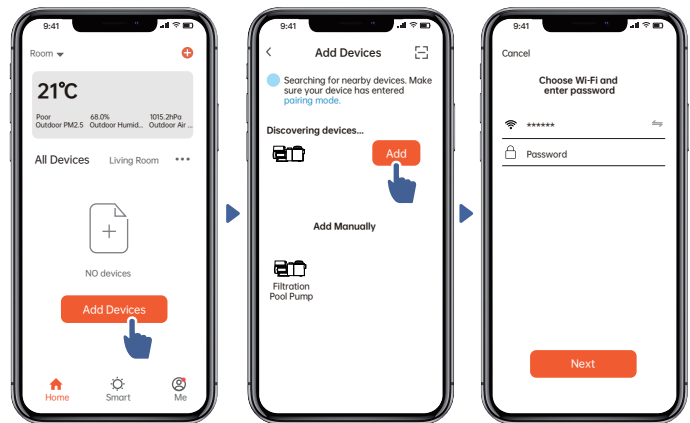 9:41
Room
21°C
Poor
Outdoor PM2.5
68.0%
Outdoor Humid...
1015.2hPa
Outdoor Air ...
All Devices
Living Room
NO devices
Add Devices
Home
Smart
Me
9:41
Add Devices
Searching for nearby devices. Make
sure your device has entered
pairing mode.
Discovering devices...
Add
Add Manually
Filtration
Pool Pump
9:41
Cancel
Choose Wi-Fi and
enter password
******
Password
Next